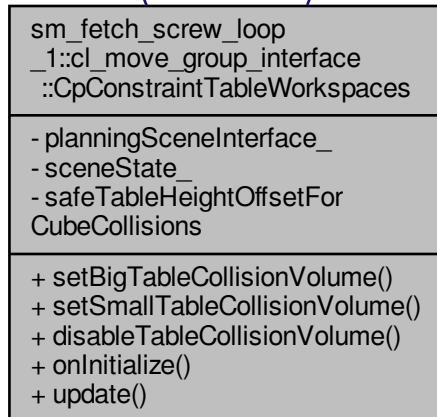 sm_fetch_screw_loop
_1::cl_move_group_interface
::CpConstraintTableWorkspaces
- planningSceneInterface_
- sceneState_
- safeTableHeightOffsetFor
CubeCollisions
+ setBigTableCollisionVolume()
+ setSmallTableCollisionVolume()
+ disableTableCollisionVolume()
+ onInitialize()
+ update()